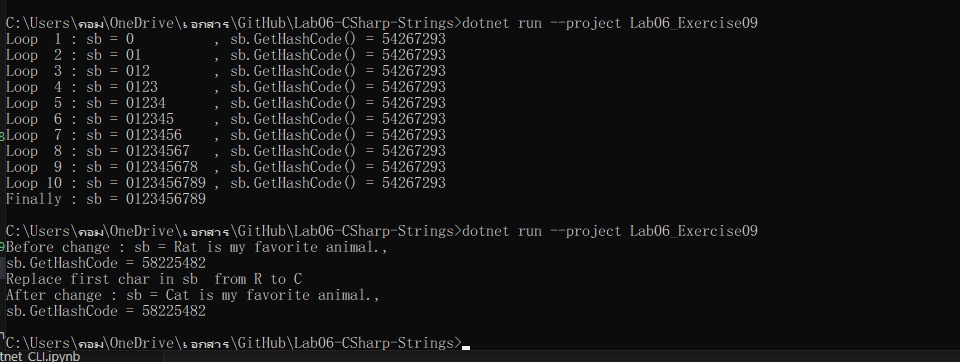 C:\Users\คอม\OneDrive\เอกสาร\GitHub\Lab06-CSharp-Strings>dotnet run --project Lab06_Exercise09
Loop  1 : sb = 0          , sb.GetHashCode() = 54267293
Loop  2 : sb = 01         , sb.GetHashCode() = 54267293
Loop  3 : sb = 012        , sb.GetHashCode() = 54267293
Loop  4 : sb = 0123       , sb.GetHashCode() = 54267293
Loop  5 : sb = 01234      , sb.GetHashCode() = 54267293
Loop  6 : sb = 012345     , sb.GetHashCode() = 54267293
Loop  7 : sb = 0123456    , sb.GetHashCode() = 54267293
Loop  8 : sb = 01234567   , sb.GetHashCode() = 54267293
Loop  9 : sb = 012345678  , sb.GetHashCode() = 54267293
Loop 10 : sb = 0123456789 , sb.GetHashCode() = 54267293
Finally : sb = 0123456789
C:\Users\คอม\OneDrive\เอกสาร\GitHub\Lab06-CSharp-Strings>dotnet run --project Lab06_Exercise09
Before change : sb = Rat is my favorite animal.,
sb.GetHashCode = 58225482
Replace first char in sb  from R to C
After change : sb = Cat is my favorite animal.,
sb.GetHashCode = 58225482
C:\Users\คอม\OneDrive\เอกสาร\GitHub\Lab06-CSharp-Strings>
tnet_CLI.ipynb